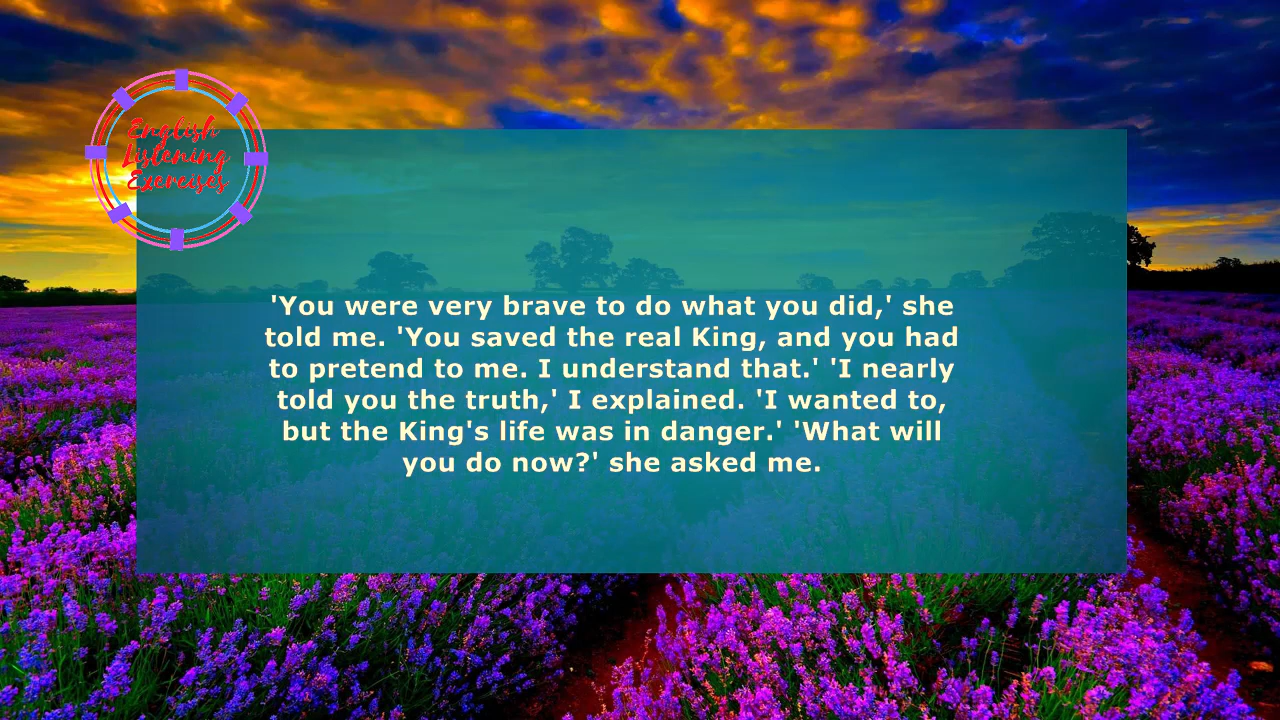 English
Listening
Exercises
'You were very brave to do what you did,' she
told me. 'You saved the real King, and you had
to pretend to me. I understand that.' 'I nearly
told you the truth,' I explained. 'I wanted to,
but the King's life was in danger.' 'What will
you do now?' she asked me.